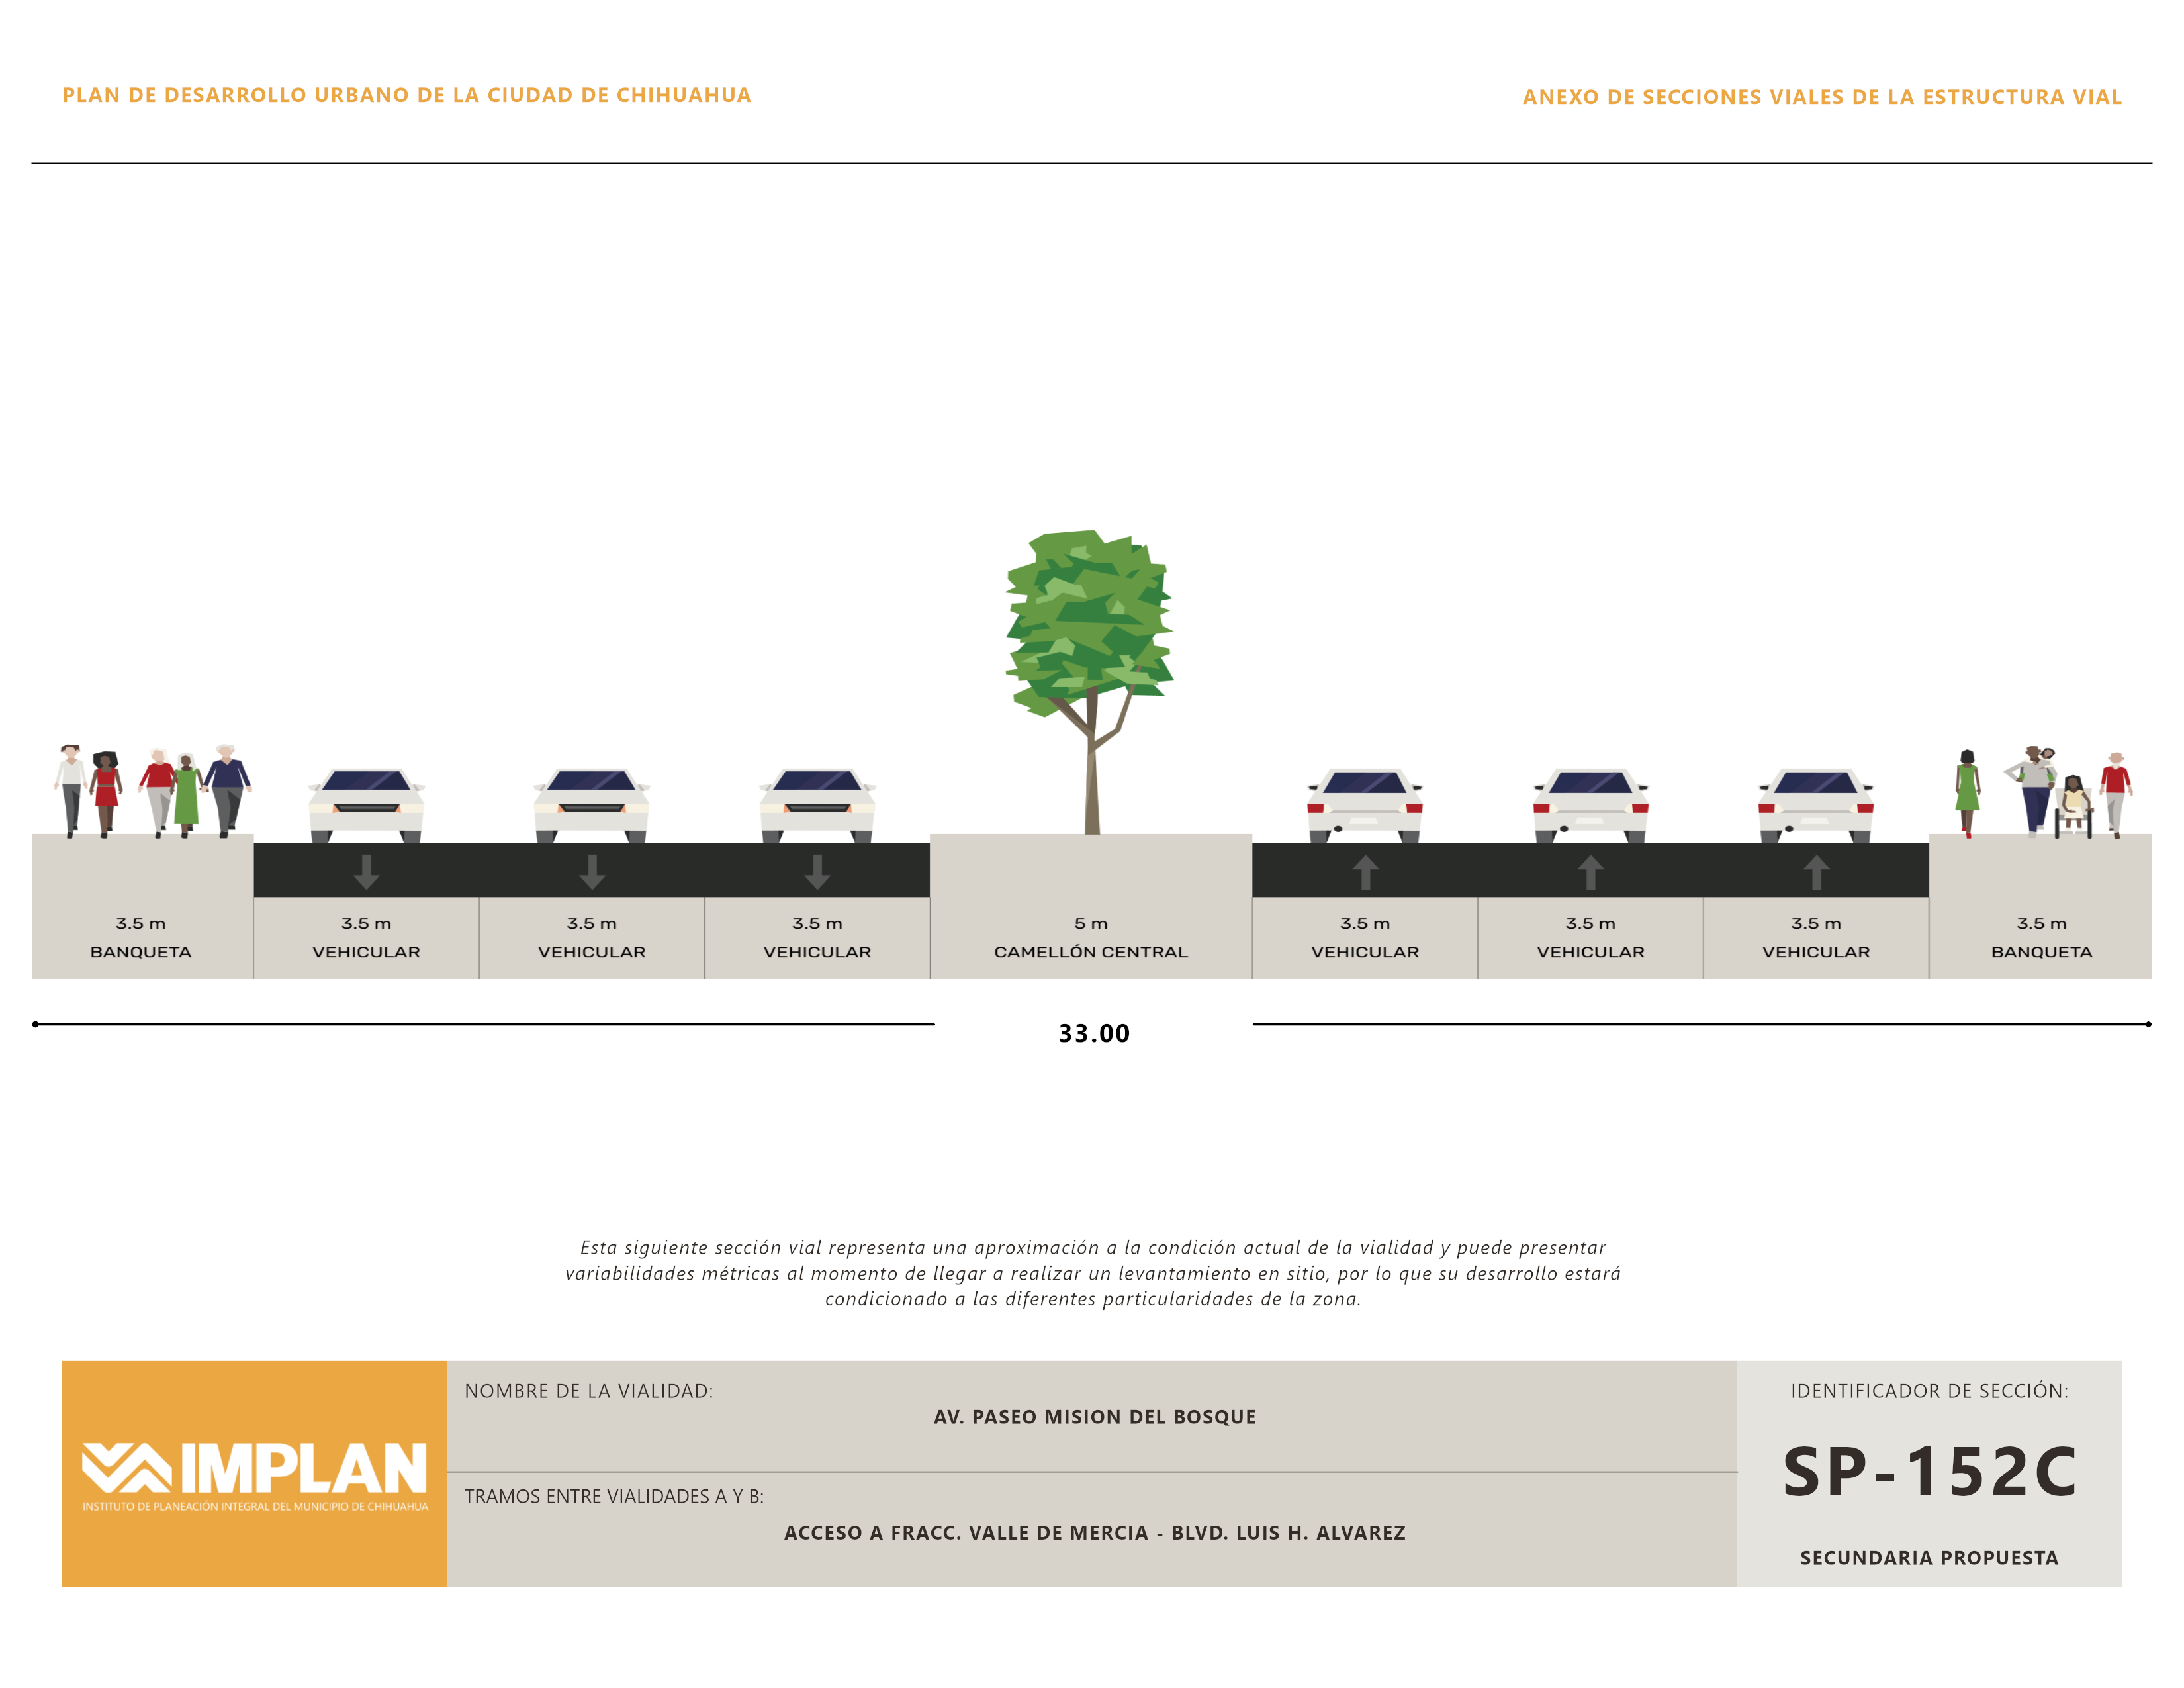 PLAN DE DESARROLLO URBANO DE LA CIUDAD DE CHIHUAHUA
ANEXO DE SECCIONES VIALES DE LA ESTRUCTURA VIAL
3.5 m 3.5 m 3.5 m 3.5 m 5 m 3.5 m 3.5 m 3.5 m 3.5 m
BANQUETA VEHICULAR VEHICULAR VEHICULAR CAMELLÓN CENTRAL VEHICULAR VEHICULAR VEHICULAR BANQUETA
33.00
Esta siguiente sección vial representa una aproximación a la condición actual de la vialidad y puede presentar
variabilidades métricas al momento de llegar a realizar un levantamiento en sitio, por lo que su desarrollo estará
condicionado a las diferentes particularidades de la zona.
IMPLAN
INSTITUTO DE PLANEACIÓN INTEGRAL DEL MUNICIPIO DE CHIHUAHUA
NOMBRE DE LA VIALIDAD:
AV. PASEO MISION DEL BOSQUE
TRAMOS ENTRE VIALIDADES A Y B:
ACCESO A FRACC. VALLE DE MERCIA - BLVD. LUIS H. ALVAREZ
IDENTIFICADOR DE SECCIÓN:
SP-152C
SECUNDARIA PROPUESTA